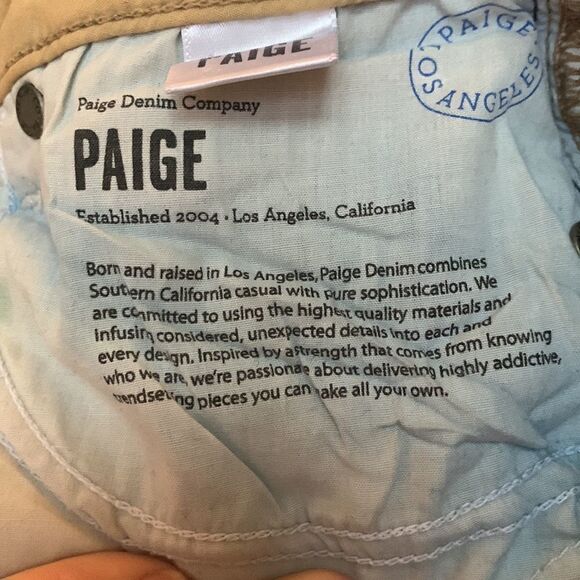 PAIGE
PAIGE
LOS ANGELES
Paige Denim Company
PAIGE
Established 2004 • Los Angeles, California
Born and raised in Los Angeles, Paige Denim combines
Southern California casual with pure sophistication. We
are committed to using the highest quality materials and
infusing considered, unexpected details into each and
every design. Inspired by a strength that comes from knowing
who we are, we're passionate about delivering highly addictive,
trendsetting pieces you can make all your own.